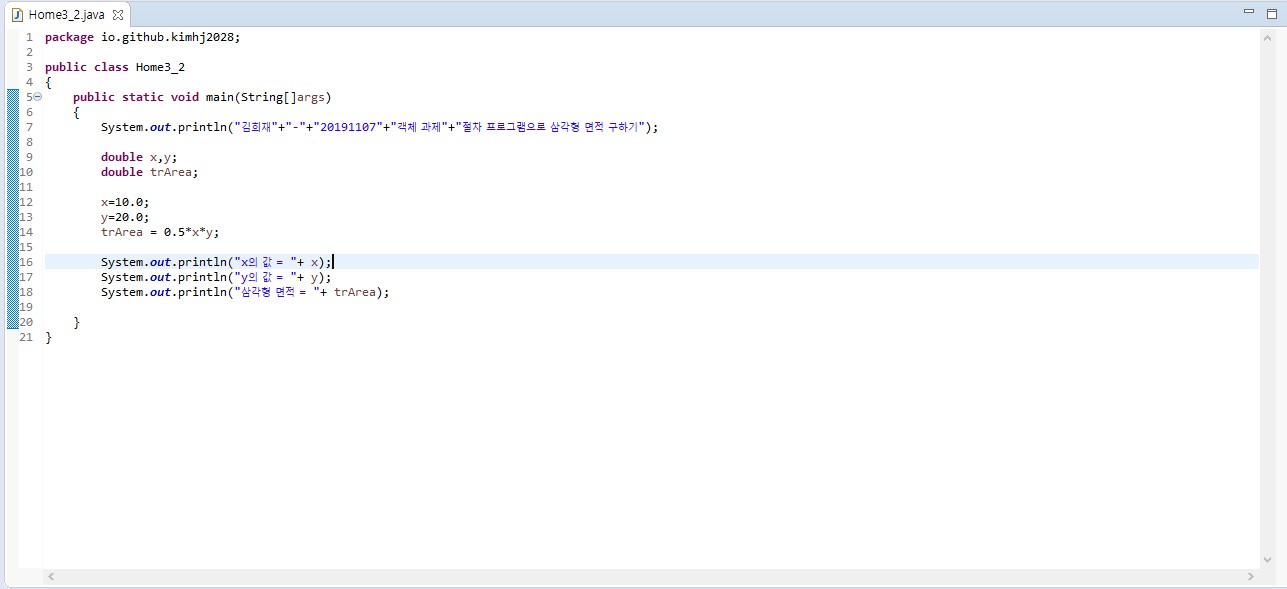 Home3_2.java
1 package io.github.kimhj2028;
2
3 public class Home3_2
4 {
5 public static void main(String[]args)
6 {
7 System.out.println("김희재"+"-"+"20191107"+"객체 과제"+"절차 프로그램으로 삼각형 면적 구하기");
8
9 double x,y;
10 double trArea;
11
12 x=10.0;
13 y=20.0;
14 trArea = 0.5*x*y;
15
16 System.out.println("x의 값 = "+ x);
17 System.out.println("y의 값 = "+ y);
18 System.out.println("삼각형 면적 = "+ trArea);
19
20 }
21 }